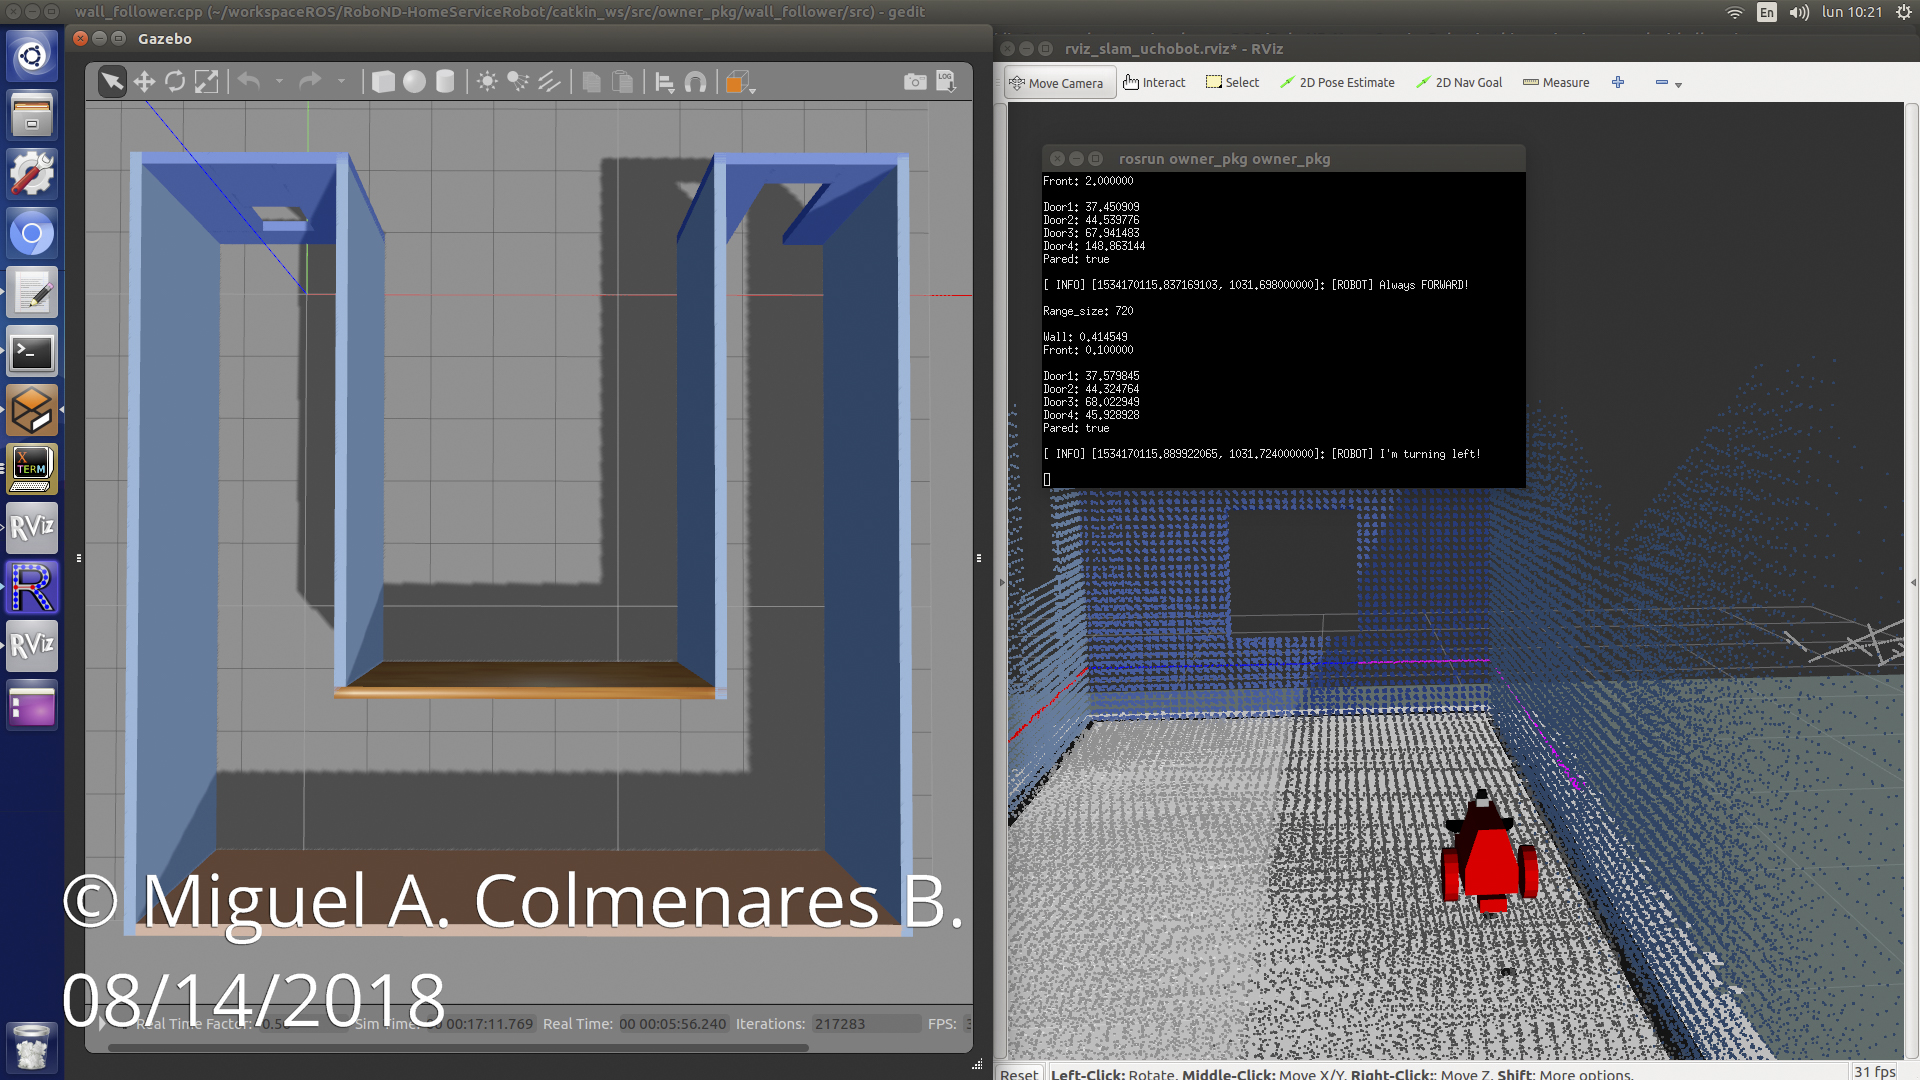 wall_follower.cpp (~/workspaceROS/RoboND-HomeServiceRobot/catkin_ws/src/owner_pkg/wall_follower/src) - gedit
En
lun 10:21
Gazebo
LOG
rviz_slam_uchobot.rviz* - RViz
Move Camera Interact Select 2D Pose Estimate 2D Nav Goal Measure
rosrun owner_pkg owner_pkg
Front: 2.000000
Door1: 37.450909
Door2: 44.539776
Door3: 67.941483
Door4: 148.863144
Pared: true
[ INFO] [1534170115.837169103, 1031.698000000]: [ROBOT] Always FORWARD!
Range_size: 720
Wall: 0.414549
Front: 0.100000
Door1: 37.579845
Door2: 44.324764
Door3: 68.022949
Door4: 45.928928
Pared: true
[ INFO] [1534170115.889922065, 1031.724000000]: [ROBOT] I'm turning left!
X
TERM
RViz
R
RViz
© Miguel A. Colmenares B.
08/14/2018
Real Time Factor: Sim Time: 00:17:11.769 Real Time: 00 00:05:56.240 Iterations: 217283 FPS:
Reset Left-Click: Rotate. Middle-Click: Move X/Y. Right-Click:: Move Z. Shift: More options.
31 fps